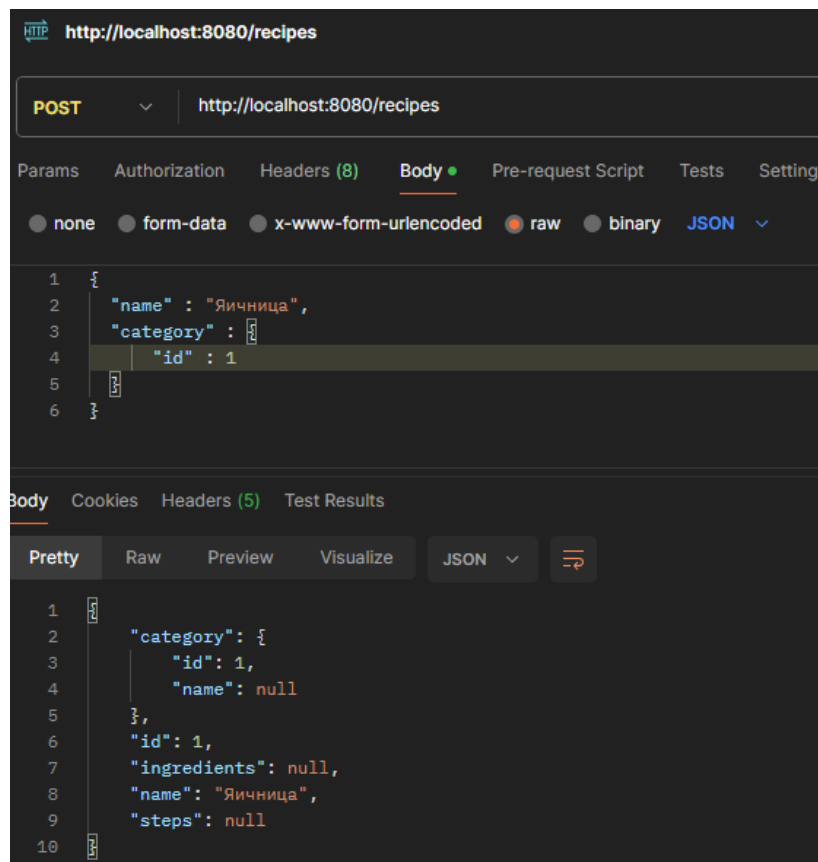 HTTP http://localhost:8080/recipes
POST http://localhost:8080/recipes
Params Authorization Headers (8) Body Pre-request Script Tests Setting
none form-data x-www-form-urlencoded raw binary JSON
1 {
2 "name" : "Яичница",
3 "category" : {
4 "id" : 1
5 }
6 }
Body Cookies Headers (5) Test Results
Pretty Raw Preview Visualize JSON
1 {
2 "category": {
3 "id": 1,
4 "name": null
5 },
6 "id": 1,
7 "ingredients": null,
8 "name": "Яичница",
9 "steps": null
10 }